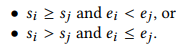 • sᵢ ≥ sⱼ and eᵢ < eⱼ, or
• sᵢ > sⱼ and eᵢ ≤ eⱼ.